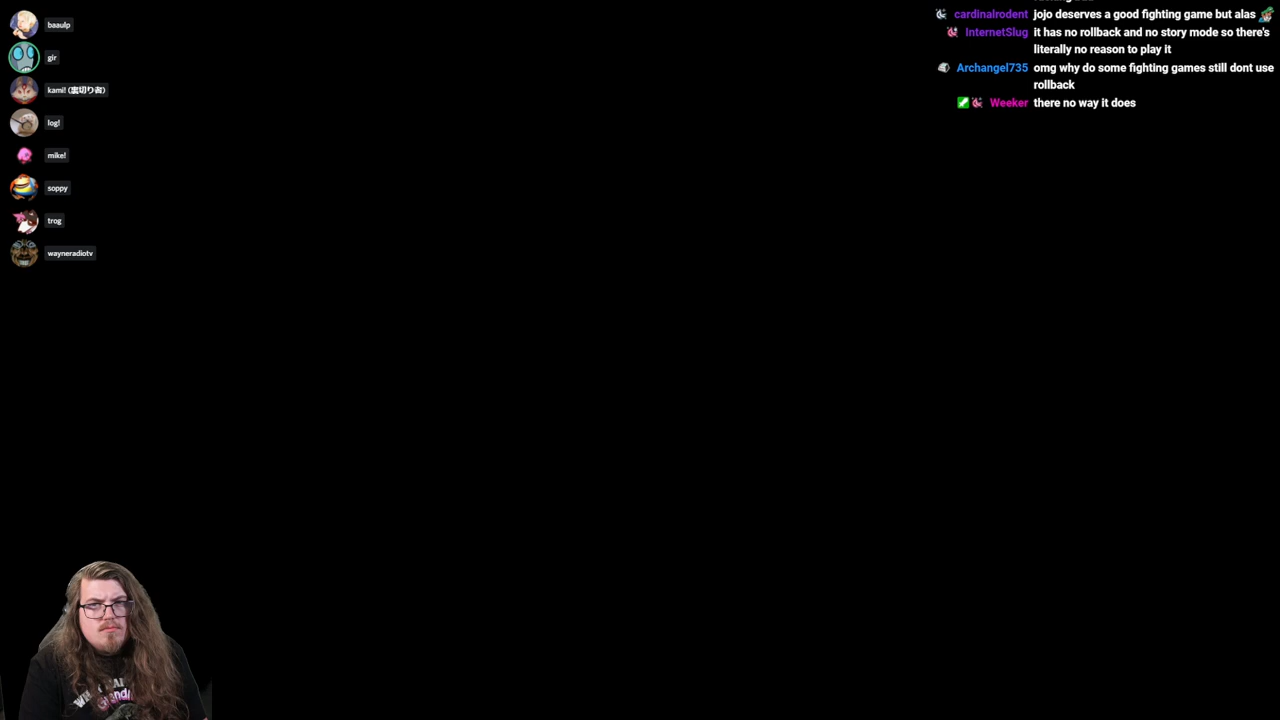 baaulp
glr
kami! (裏切り者)
log!
mike!
soppy
trog
wayneradiotv
cardinalrodent jojo deserves a good fighting game but alas
InternetSlug it has no rollback and no story mode so there's
literally no reason to play it
Archangel735 omg why do some fighting games still dont use
rollback
Weeker there no way it does